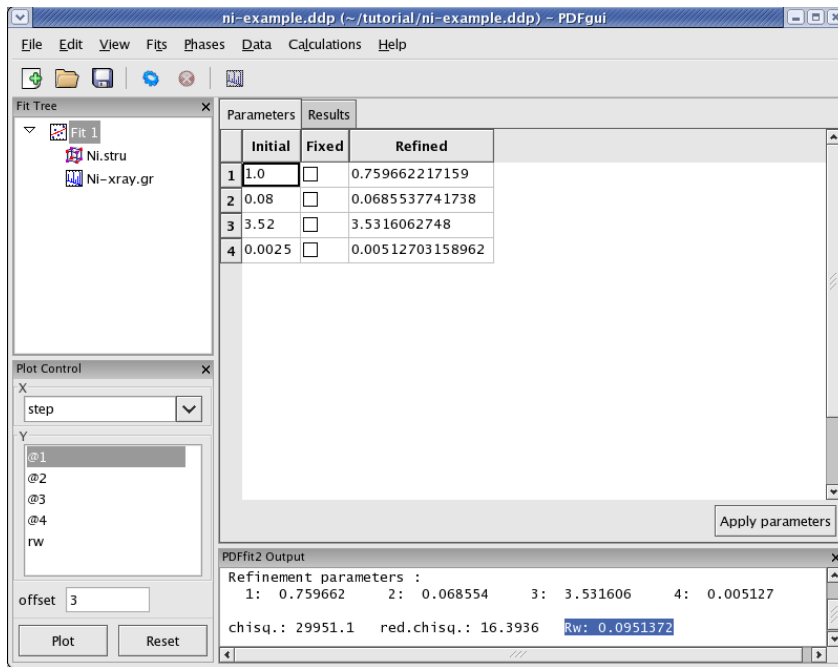 ni-example.ddp (~/tutorial/ni-example.ddp) - PDFgui
File Edit View Fits Phases Data Calculations Help
Fit Tree
Fit 1
Ni.stru
Ni-xray.gr
Parameters Results
Initial Fixed Refined
1 1.0 0.759662217159
2 0.08 0.0685537741738
3 3.52 3.5316062748
4 0.0025 0.00512703158962
Apply parameters
Plot Control
X
step
Y
@1
@2
@3
@4
rw
offset 3
Plot Reset
PDFfit2 Output
Refinement parameters :
1: 0.759662 2: 0.068554 3: 3.531606 4: 0.005127
chisq.: 29951.1 red.chisq.: 16.3936 Rw: 0.0951372